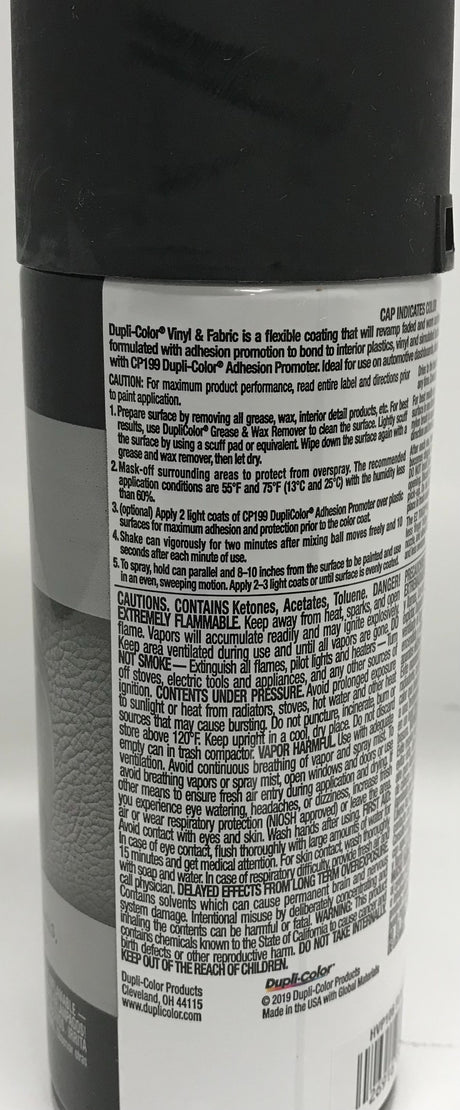 CAP INDICATES COLOR
Dupli-Color® Vinyl & Fabric is a flexible coating that will revamp faded and worn
formulated with adhesion promotion to bond to interior plastics, vinyl and
with CP199 Dupli-Color® Adhesion Promoter. Ideal for use on automotive
CAUTION: For maximum product performance, read entire label and directions prior
to paint application.
1. Prepare surface by removing all grease, wax, interior detail products, etc. For best
results, use DupliColor® Grease & Wax Remover to clean the surface. Lightly scuff
the surface by using a scuff pad or equivalent. Wipe down the surface again with a
grease and wax remover, then let dry.
2. Mask-off surrounding areas to protect from overspray. The recommended
application conditions are 55°F and 75°F (13°C and 25°C) with the humidity less
than 60%.
3. (optional) Apply 2 light coats of CP199 DupliColor® Adhesion Promoter over plastic
surfaces for maximum adhesion and protection prior to the color coat.
4. Shake can vigorously for two minutes after mixing ball moves freely and 10
seconds after each minute of use.
5. To spray, hold can parallel and 8-10 inches from the surface to be painted and use
in an even, sweeping motion. Apply 2-3 light coats or until surface is evenly coated.
CAUTIONS. CONTAINS Ketones, Acetates, Toluene. DANGER!
EXTREMELY FLAMMABLE. Keep away from heat, sparks, and open
flame. Vapors will accumulate readily and may ignite explosively.
Keep area ventilated during use and until all vapors are gone. DO
NOT SMOKE — Extinguish all flames, pilot lights and heaters — turn
off stoves, electric tools and appliances, and any other sources of
ignition. CONTENTS UNDER PRESSURE. Avoid prolonged exposure
to sunlight or heat from radiators, stoves, hot water and other heat
sources that may cause bursting. Do not puncture, incinerate, burn or
store above 120°F. Keep upright in a cool, dry place. Do not discard
empty can in trash compactor. VAPOR HARMFUL. Use with adequate
ventilation. Avoid continuous breathing of vapor and spray mist. To
avoid breathing vapors or spray mist, open windows and doors or use
other means to ensure fresh air entry during application and drying. If
you experience eye watering, headaches, or dizziness, increase fresh
air or wear respiratory protection (NIOSH approved) or leave the area.
Avoid contact with eyes and skin. Wash hands after using. FIRST AID:
In case of eye contact, flush thoroughly with large amounts of water for
15 minutes and get medical attention. For skin contact, wash thoroughly
with soap and water. In case of respiratory difficulty, provide fresh air and
call physician. DELAYED EFFECTS FROM LONG TERM OVEREXPOSURE.
Contains solvents which can cause permanent brain and nervous
system damage. Intentional misuse by deliberately concentrating and
inhaling the contents can be harmful or fatal. WARNING: This product
contains chemicals known to the State of California to cause cancer and
birth defects or other reproductive harm. DO NOT TAKE INTERNALLY.
KEEP OUT OF THE REACH OF CHILDREN.
Dupli-Color Products
Cleveland, OH 44115
www.duplicolor.com
Dupli-Color
© 2019 Dupli-Color Products
Made in the USA with Global Materials